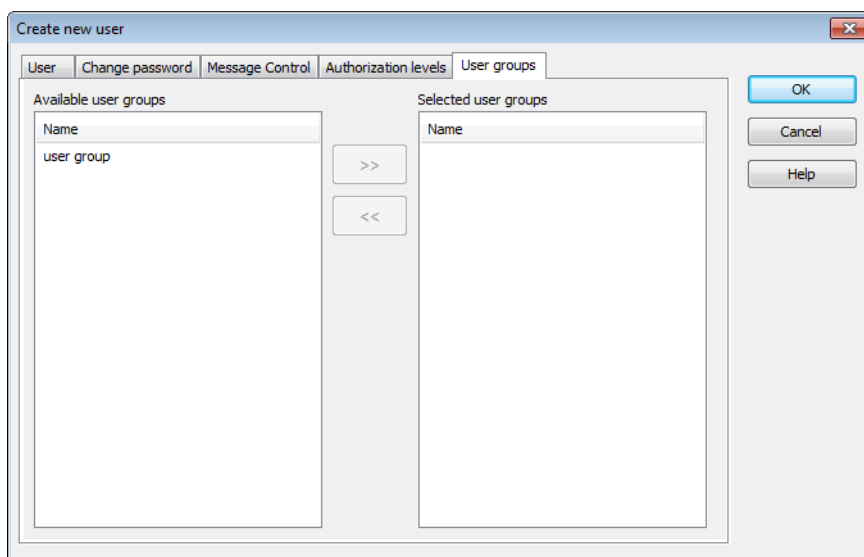 Create new user
User Change password Message Control Authorization levels User groups
Available user groups Selected user groups
Name Name
user group
>>
<<
OK
Cancel
Help